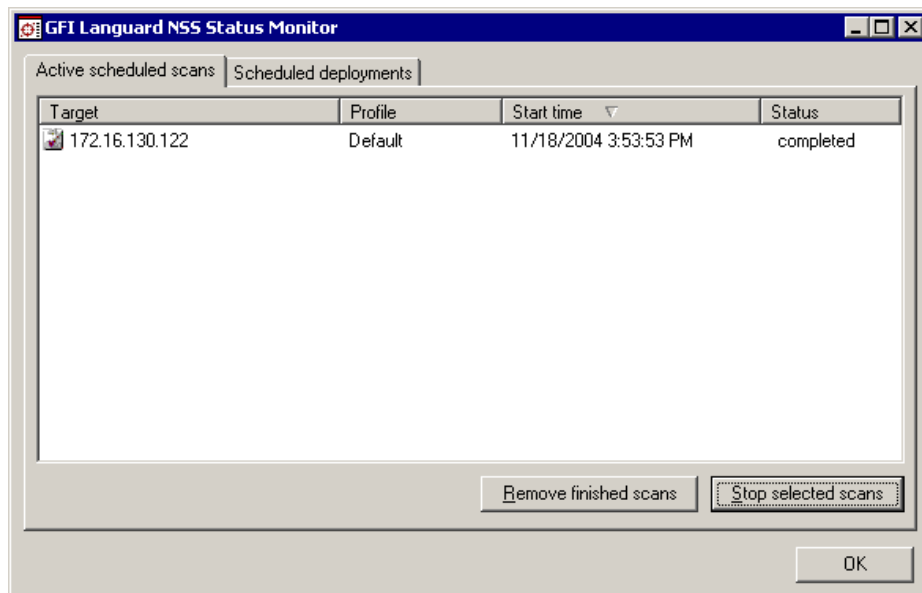 GFI Languard NSS Status Monitor
Active scheduled scans Scheduled deployments
Target Profile Start time Status
172.16.130.122 Default 11/18/2004 3:53:53 PM completed
Remove finished scans Stop selected scans
OK